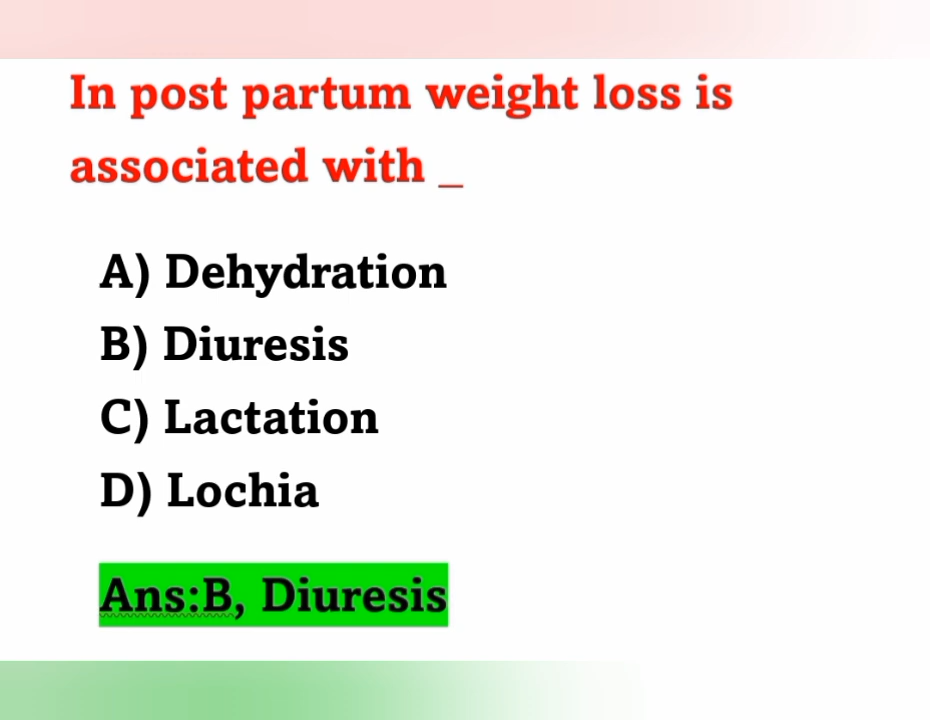 In post partum weight loss is
associated with _
A) Dehydration
B) Diuresis
C) Lactation
D) Lochia
Ans:B, Diuresis